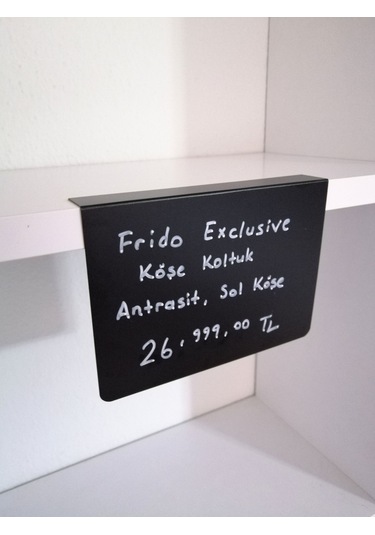 Frido Exclusive
Köşe Koltuk
Antrasit, Sol Köşe
26.999.00 TL